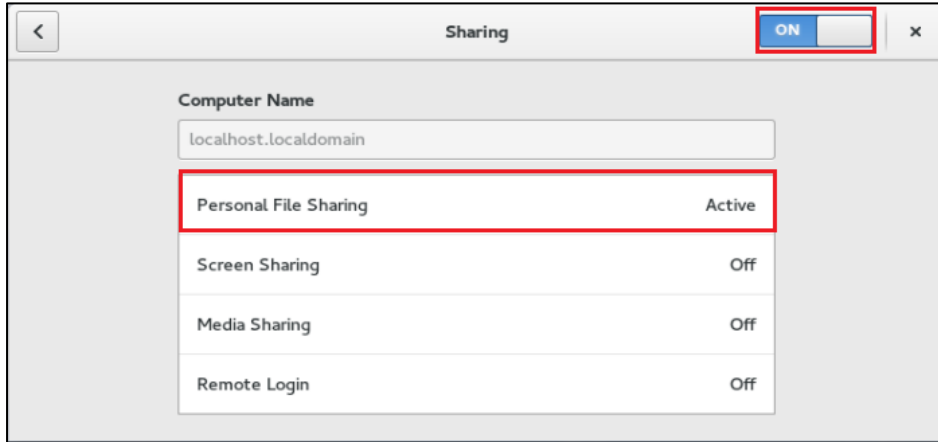 Sharing
ON
Computer Name
localhost.localdomain
Personal File Sharing Active
Screen Sharing Off
Media Sharing Off
Remote Login Off